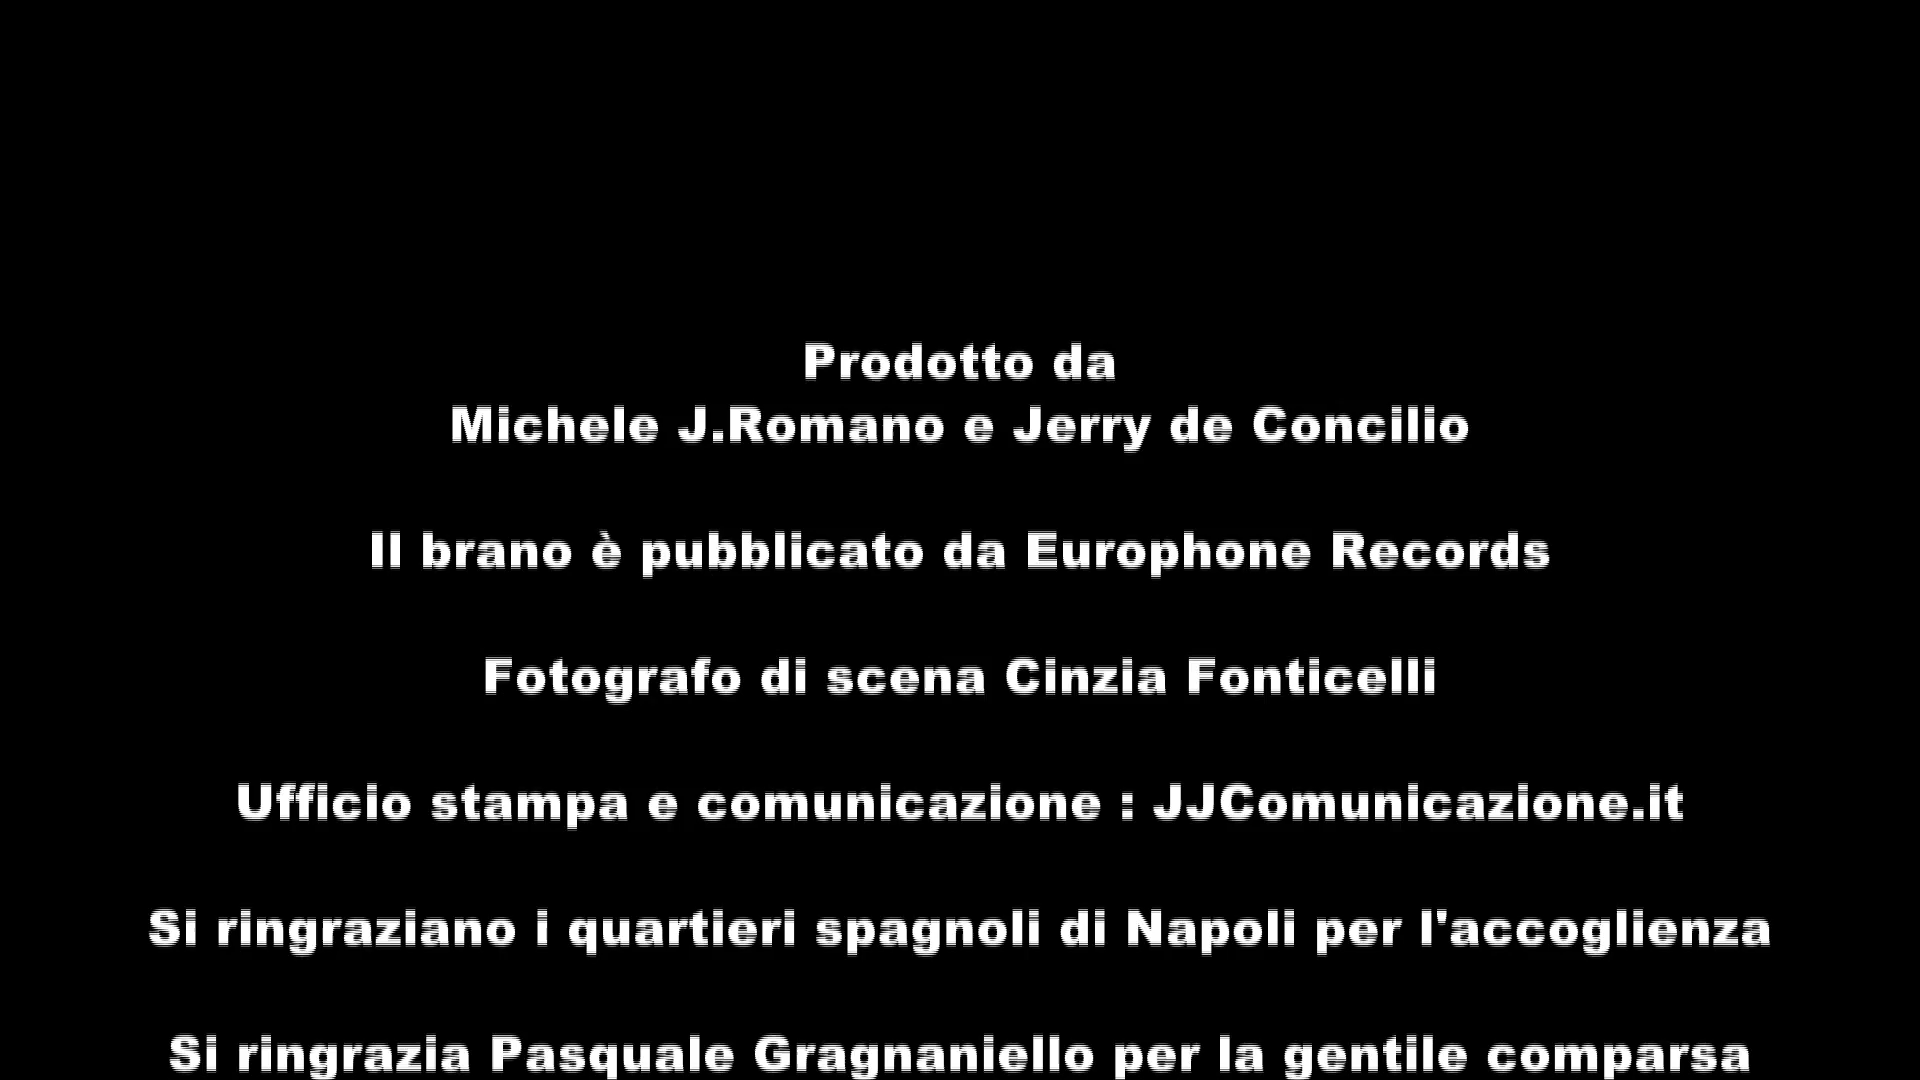 Prodotto da
Michele J.Romano e Jerry de Concilio
Il brano è pubblicato da Europhone Records
Fotografo di scena Cinzia Fonticelli
Ufficio stampa e comunicazione : JJComunicazione.it
Si ringraziano i quartieri spagnoli di Napoli per l'accoglienza
Si ringrazia Pasquale Gragnaniello per la gentile comparsa